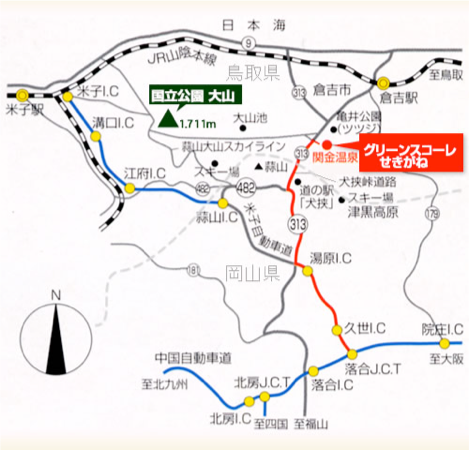 日本海
9
JR山陰本線
鳥取県
倉吉市
倉吉駅
至鳥取
米子駅
米子I.C
国立公園 大山
1.711m
313
溝口I.C
大山池
亀井公園
(ツツジ)
313
関金温泉
グリーンスコーレ
せきがね
蒜山大山スカイライン
スキー場
蒜山
江府I.C
482
482
道の駅
「犬挟」
犬挟峠道路
スキー場
津黒高原
179
蒜山I.C
米子自動車道
313
181
岡山県
湯原I.C
N
久世I.C
院庄I.C
至大阪
中国自動車道
落合J.C.T
至北九州
北房J.C.T
落合I.C
北房I.C
至四国
至福山